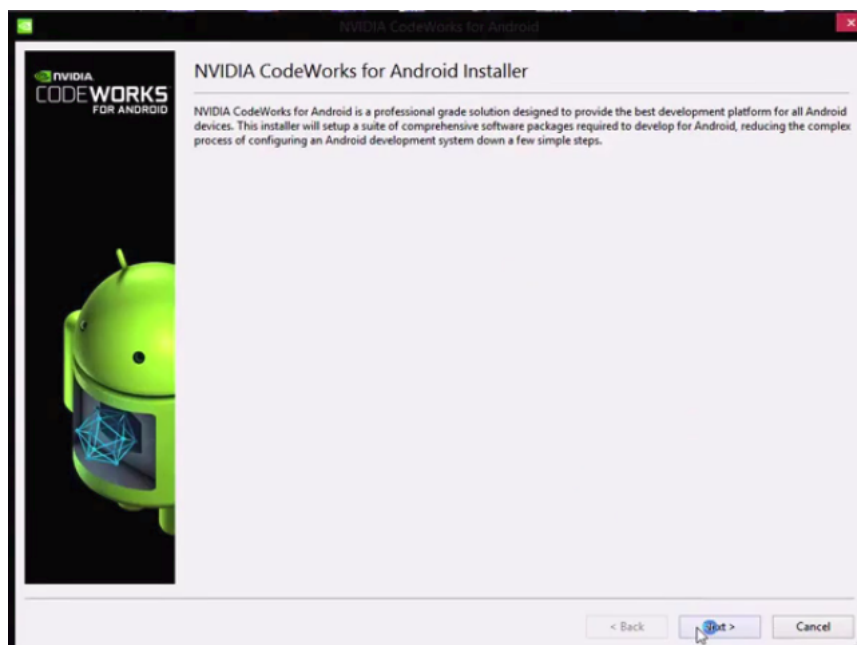 NVIDIA CodeWorks for Android
NVIDIA
CODEWORKS
FOR ANDROID
NVIDIA CodeWorks for Android Installer
NVIDIA CodeWorks for Android is a professional grade solution designed to provide the best development platform for all Android
devices. This installer will setup a suite of comprehensive software packages required to develop for Android, reducing the complex
process of configuring an Android development system down a few simple steps.
< Back
Next >
Cancel